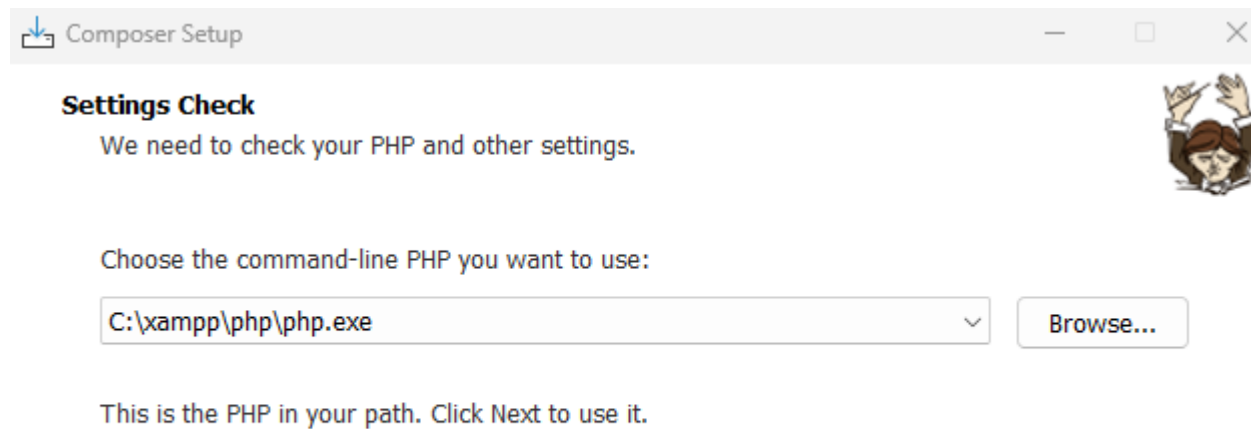 Composer Setup
Settings Check
We need to check your PHP and other settings.
Choose the command-line PHP you want to use:
C:\xampp\php\php.exe
Browse...
This is the PHP in your path. Click Next to use it.